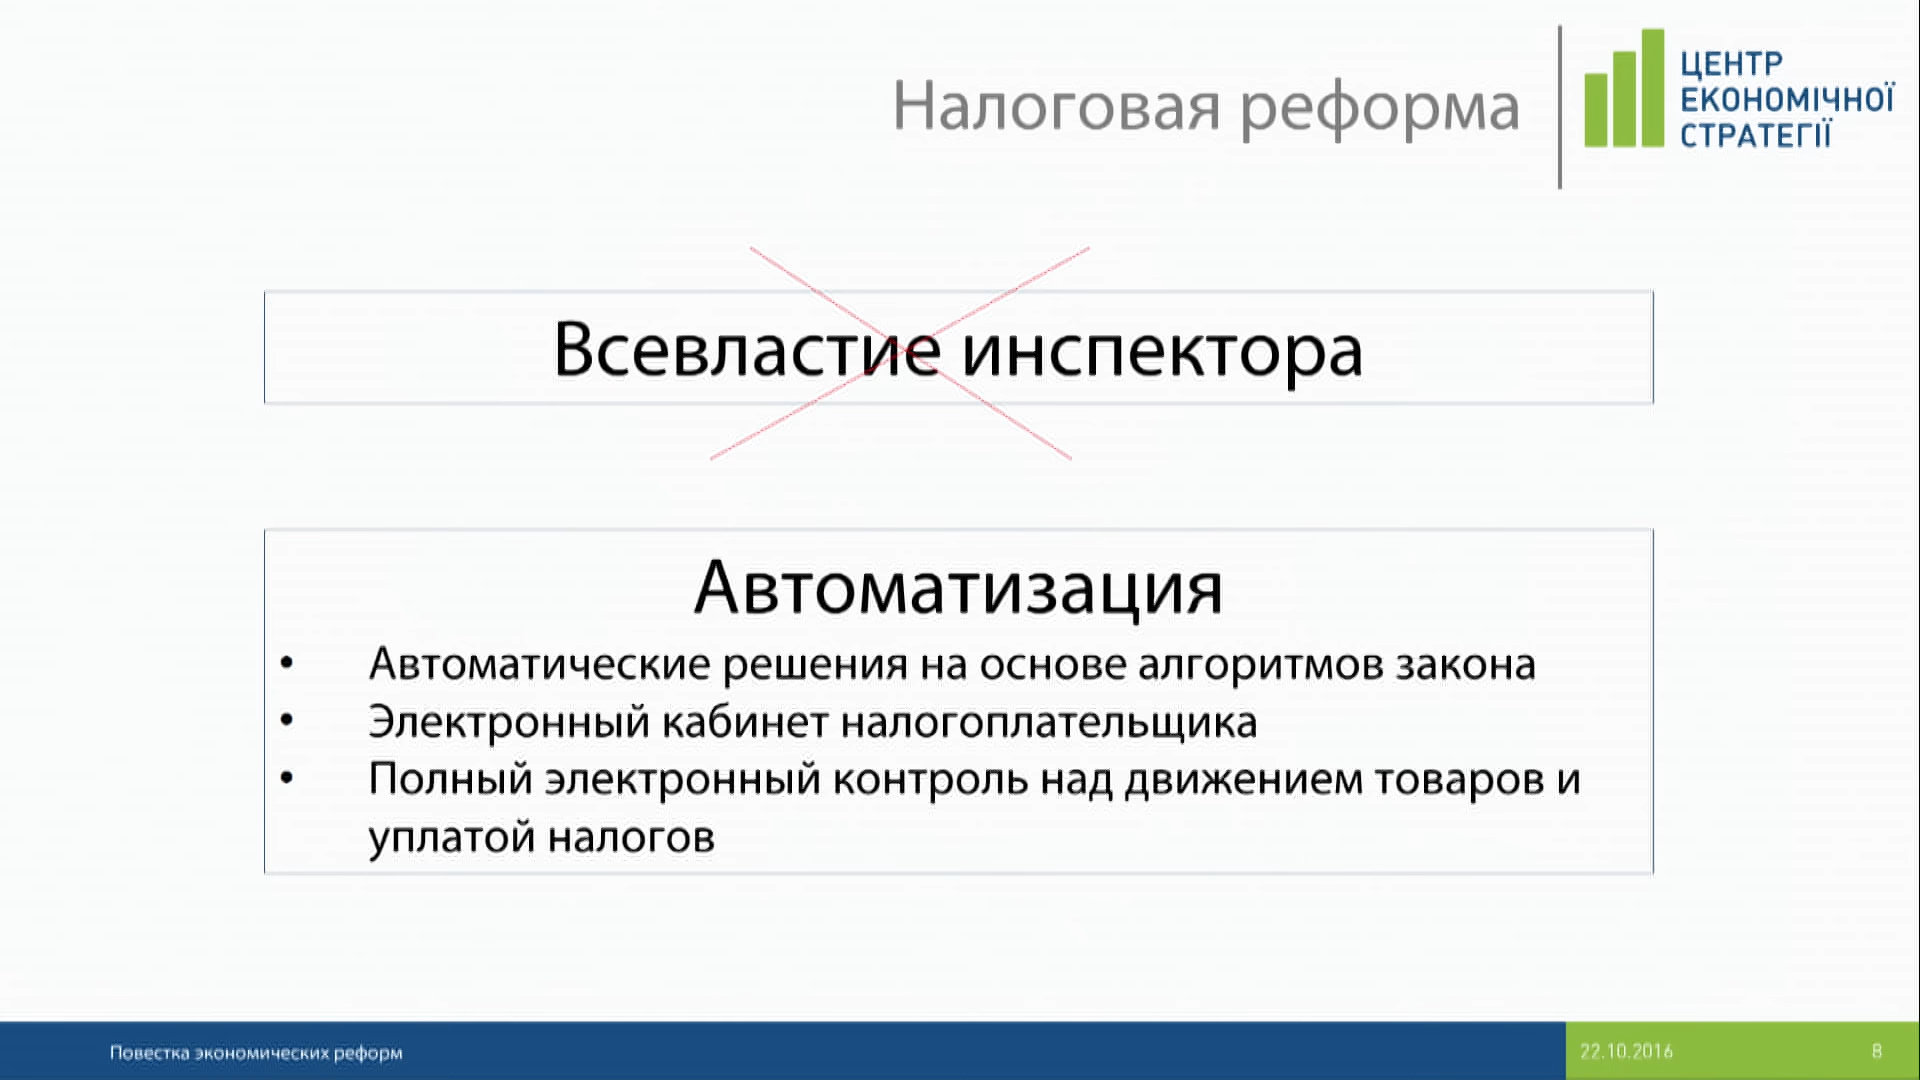 Налоговая реформа
ЦЕНТР
ЕКОНОМІЧНОЇ
СТРАТЕГІЇ
Всевластие инспектора
Автоматизация
• Автоматические решения на основе алгоритмов закона
• Электронный кабинет налогоплательщика
• Полный электронный контроль над движением товаров и
уплатой налогов
Повестка экономических реформ
22.10.2016
8